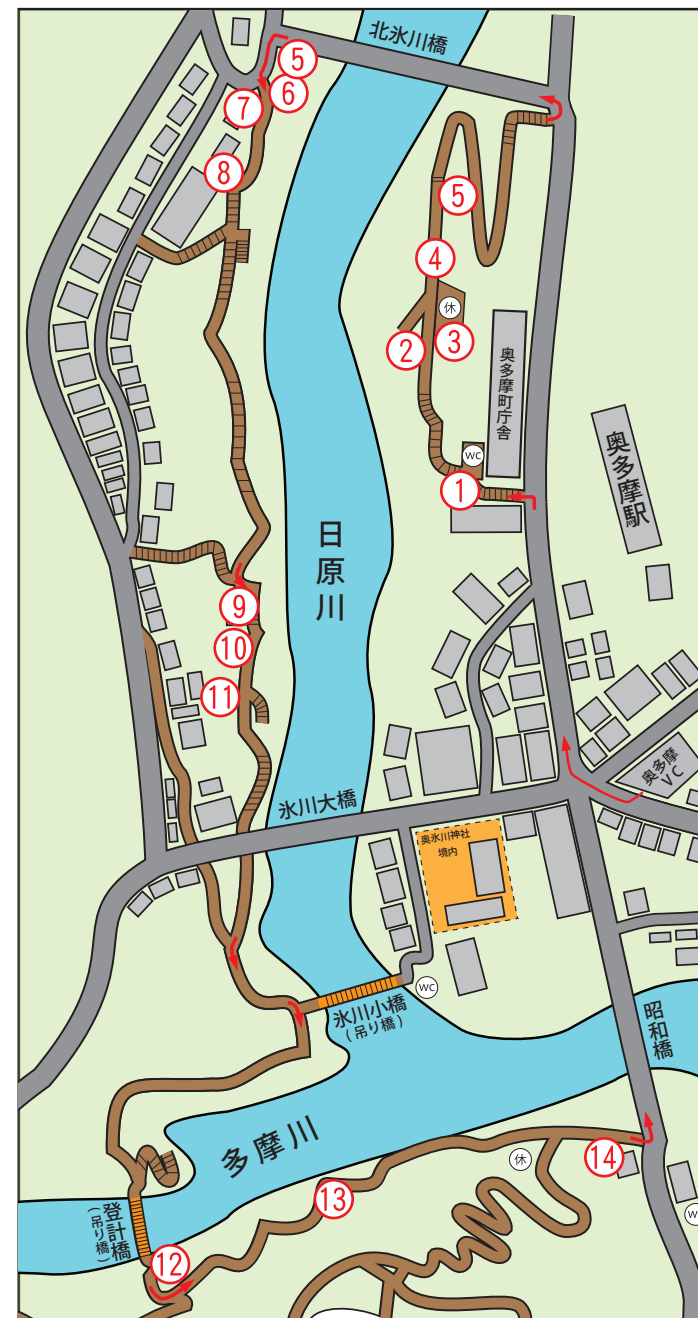 北氷川橋
⑤
⑥
⑦
⑧
⑤
④
休
②
③
奥多摩町庁舎
WC
①
奥多摩駅
日原川
⑨
⑩
⑪
奥多摩
VC
氷川大橋
奥氷川神社
境内
WC
氷川小橋
(吊り橋)
昭和橋
多摩川
休
⑭
⑬
登計橋
(吊り橋)
⑫
W